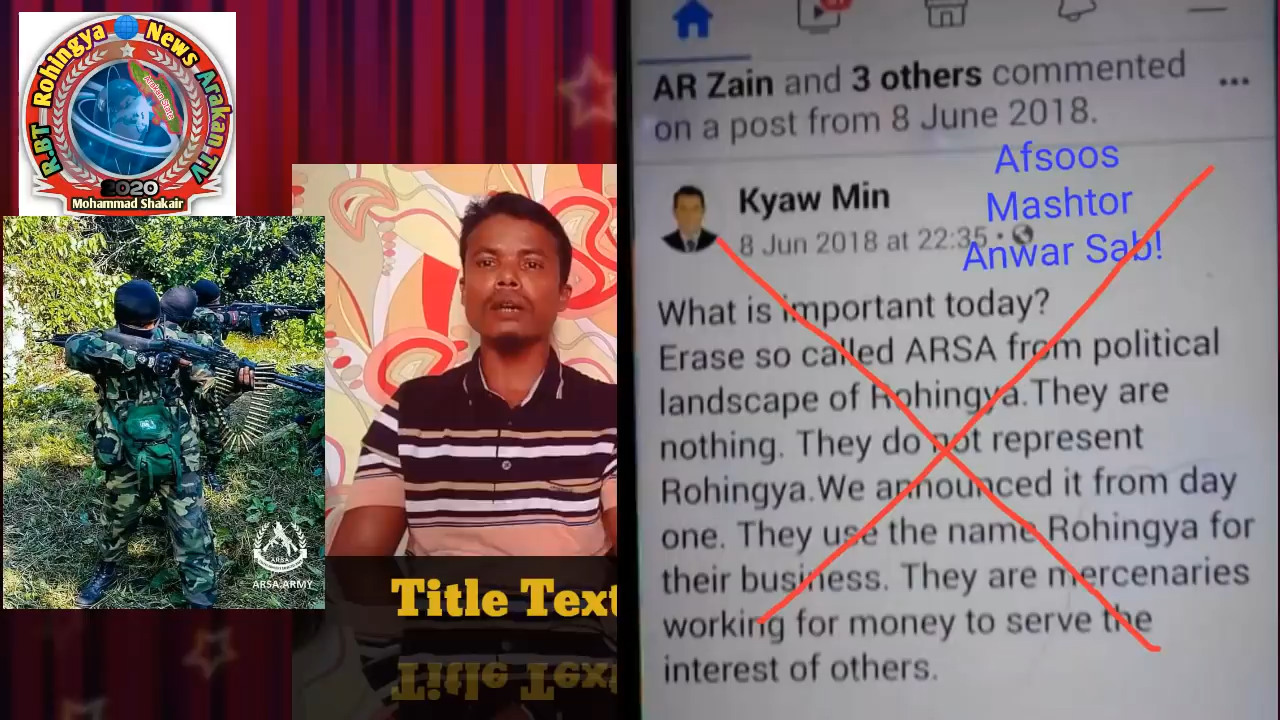 R.BT Rohingya News Arakan TV
Arakan State
2020
Mohammad Shakair
ARSA
ARSA ARMY
Title Text
Title Text
AR Zain and 3 others commented
on a post from 8 June 2018.
Afsoos
Mashtor
Anwar Sab!
Kyaw Min
8 Jun 2018 at 22:35
What is important today?
Erase so called ARSA from political
landscape of Rohingya.They are
nothing. They do not represent
Rohingya.We announced it from day
one. They use the name Rohingya for
their business. They are mercenaries
working for money to serve the
interest of others.